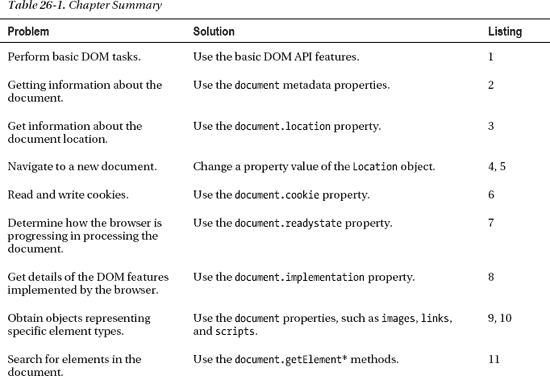 Table 26-1. Chapter Summary
Problem Solution Listing
Perform basic DOM tasks. Use the basic DOM API features. 1
Getting information about the Use the document metadata properties. 2
document.
Get information about the Use the document.location property. 3
document location.
Navigate to a new document. Change a property value of the Location object. 4, 5
Read and write cookies. Use the document.cookie property. 6
Determine how the browser is Use the document.readystate property. 7
progressing in processing the
document.
Get details of the DOM features Use the document.implementation property. 8
implemented by the browser.
Obtain objects representing Use the document properties, such as images, links, 9, 10
specific element types. and scripts.
Search for elements in the Use the document.getElement* methods. 11
document.